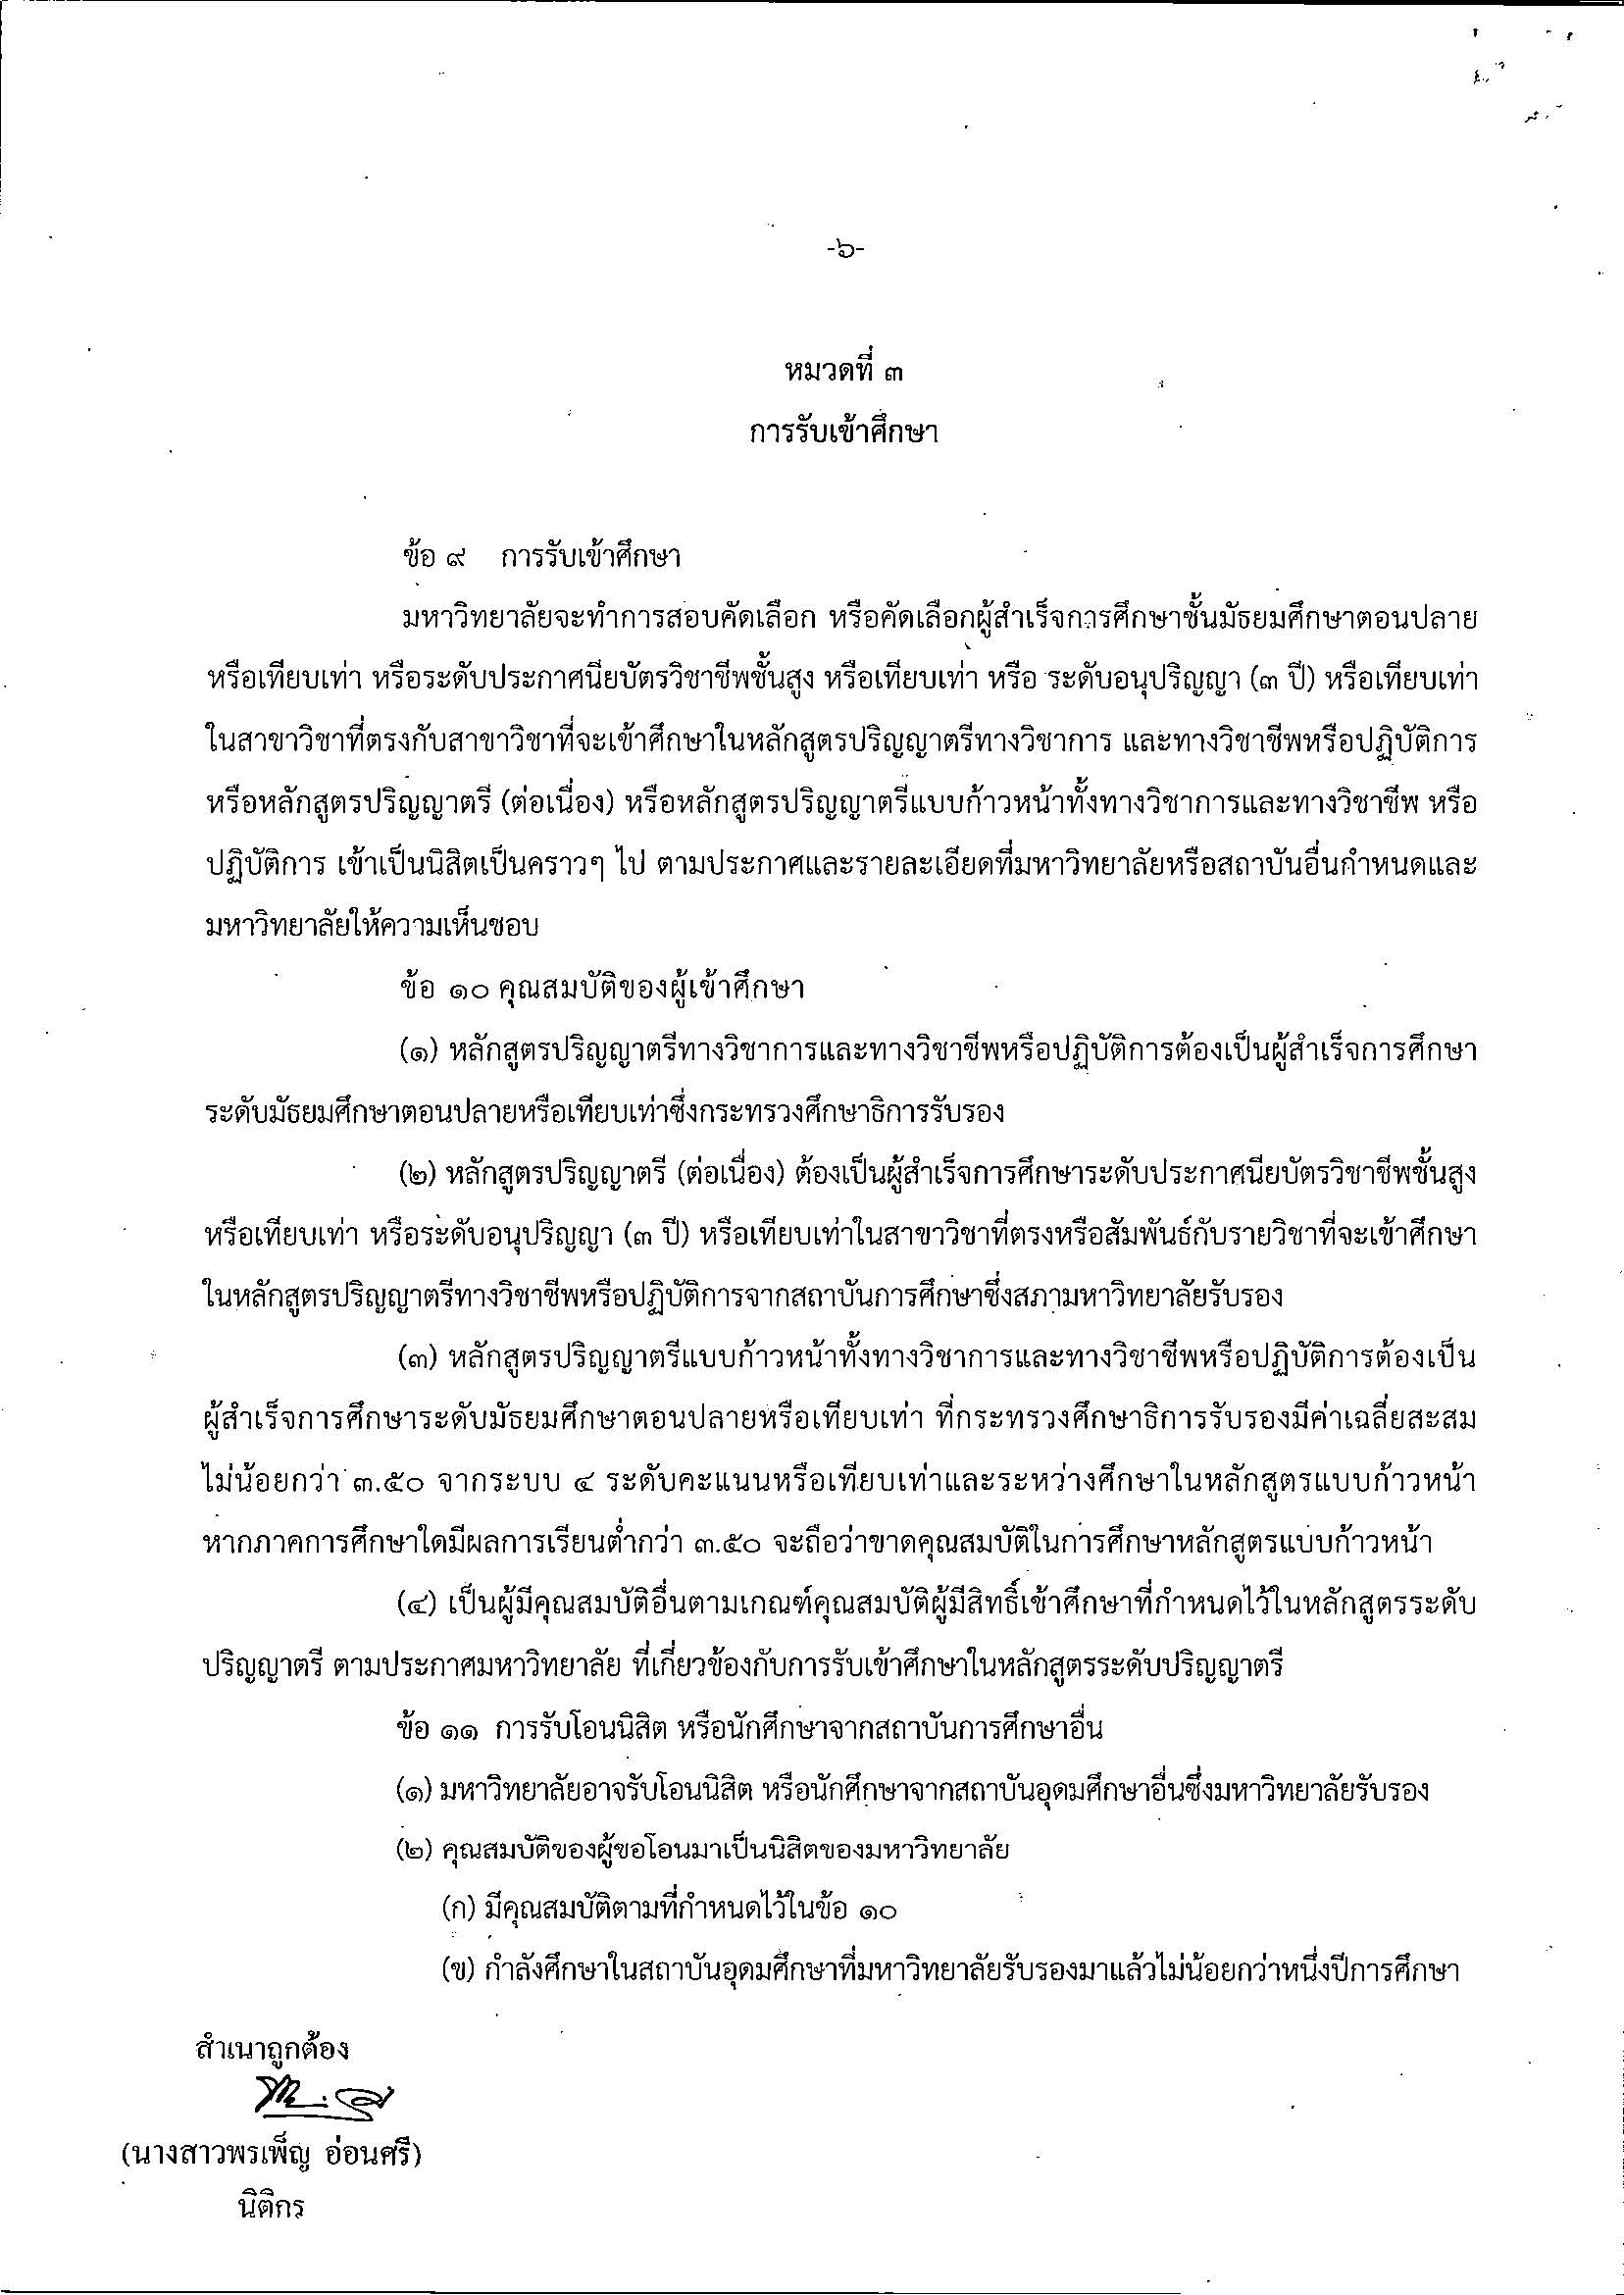 -๖-
หมวดที่ ๓
การรับเข้าศึกษา
ข้อ ๙ การรับเข้าศึกษา
มหาวิทยาลัยจะทำการสอบคัดเลือก หรือคัดเลือกผู้สำเร็จการศึกษาชั้นมัธยมศึกษาตอนปลาย
หรือเทียบเท่า หรือระดับประกาศนียบัตรวิชาชีพชั้นสูง หรือเทียบเท่า หรือ ระดับอนุปริญญา (๓ ปี) หรือเทียบเท่า
ในสาขาวิชาที่ตรงกับสาขาวิชาที่จะเข้าศึกษาในหลักสูตรปริญญาตรีทางวิชาการ และทางวิชาชีพหรือปฏิบัติการ
หรือหลักสูตรปริญญาตรี (ต่อเนื่อง) หรือหลักสูตรปริญญาตรีแบบก้าวหน้าทั้งทางวิชาการและทางวิชาชีพ หรือ
ปฏิบัติการ เข้าเป็นนิสิตเป็นคราวๆ ไป ตามประกาศและรายละเอียดที่มหาวิทยาลัยหรือสถาบันอื่นกำหนดและ
มหาวิทยาลัยให้ความเห็นชอบ
ข้อ ๑๐ คุณสมบัติของผู้เข้าศึกษา
(๑) หลักสูตรปริญญาตรีทางวิชาการและทางวิชาชีพหรือปฏิบัติการต้องเป็นผู้สำเร็จการศึกษา
ระดับมัธยมศึกษาตอนปลายหรือเทียบเท่าซึ่งกระทรวงศึกษาธิการรับรอง
(๒) หลักสูตรปริญญาตรี (ต่อเนื่อง) ต้องเป็นผู้สำเร็จการศึกษาระดับประกาศนียบัตรวิชาชีพชั้นสูง
หรือเทียบเท่า หรือระดับอนุปริญญา (๓ ปี) หรือเทียบเท่าในสาขาวิชาที่ตรงหรือสัมพันธ์กับรายวิชาที่จะเข้าศึกษา
ในหลักสูตรปริญญาตรีทางวิชาชีพหรือปฏิบัติการจากสถาบันการศึกษาซึ่งสภามหาวิทยาลัยรับรอง
(๓) หลักสูตรปริญญาตรีแบบก้าวหน้าทั้งทางวิชาการและทางวิชาชีพหรือปฏิบัติการต้องเป็น
ผู้สำเร็จการศึกษาระดับมัธยมศึกษาตอนปลายหรือเทียบเท่า ที่กระทรวงศึกษาธิการรับรองมีค่าเฉลี่ยสะสม
ไม่น้อยกว่า ๓.๕๐ จากระบบ ๔ ระดับคะแนนหรือเทียบเท่าและระหว่างศึกษาในหลักสูตรแบบก้าวหน้า
หากภาคการศึกษาใดมีผลการเรียนต่ำกว่า ๓.๕๐ จะถือว่าขาดคุณสมบัติในการศึกษาหลักสูตรแบบก้าวหน้า
(๔) เป็นผู้มีคุณสมบัติอื่นตามเกณฑ์คุณสมบัติผู้มีสิทธิ์เข้าศึกษาที่กำหนดไว้ในหลักสูตรระดับ
ปริญญาตรี ตามประกาศมหาวิทยาลัย ที่เกี่ยวข้องกับการรับเข้าศึกษาในหลักสูตรระดับปริญญาตรี
ข้อ ๑๑ การรับโอนนิสิต หรือนักศึกษาจากสถาบันการศึกษาอื่น
(๑) มหาวิทยาลัยอาจรับโอนนิสิต หรือนักศึกษาจากสถาบันอุดมศึกษาอื่นซึ่งมหาวิทยาลัยรับรอง
(๒) คุณสมบัติของผู้ขอโอนมาเป็นนิสิตของมหาวิทยาลัย
(ก) มีคุณสมบัติตามที่กำหนดไว้ในข้อ ๑๐
(ข) กำลังศึกษาในสถาบันอุดมศึกษาที่มหาวิทยาลัยรับรองมาแล้วไม่น้อยกว่าหนึ่งปีการศึกษา
สำเนาถูกต้อง
(นางสาวพรเพ็ญ อ่อนศรี)
นิติกร